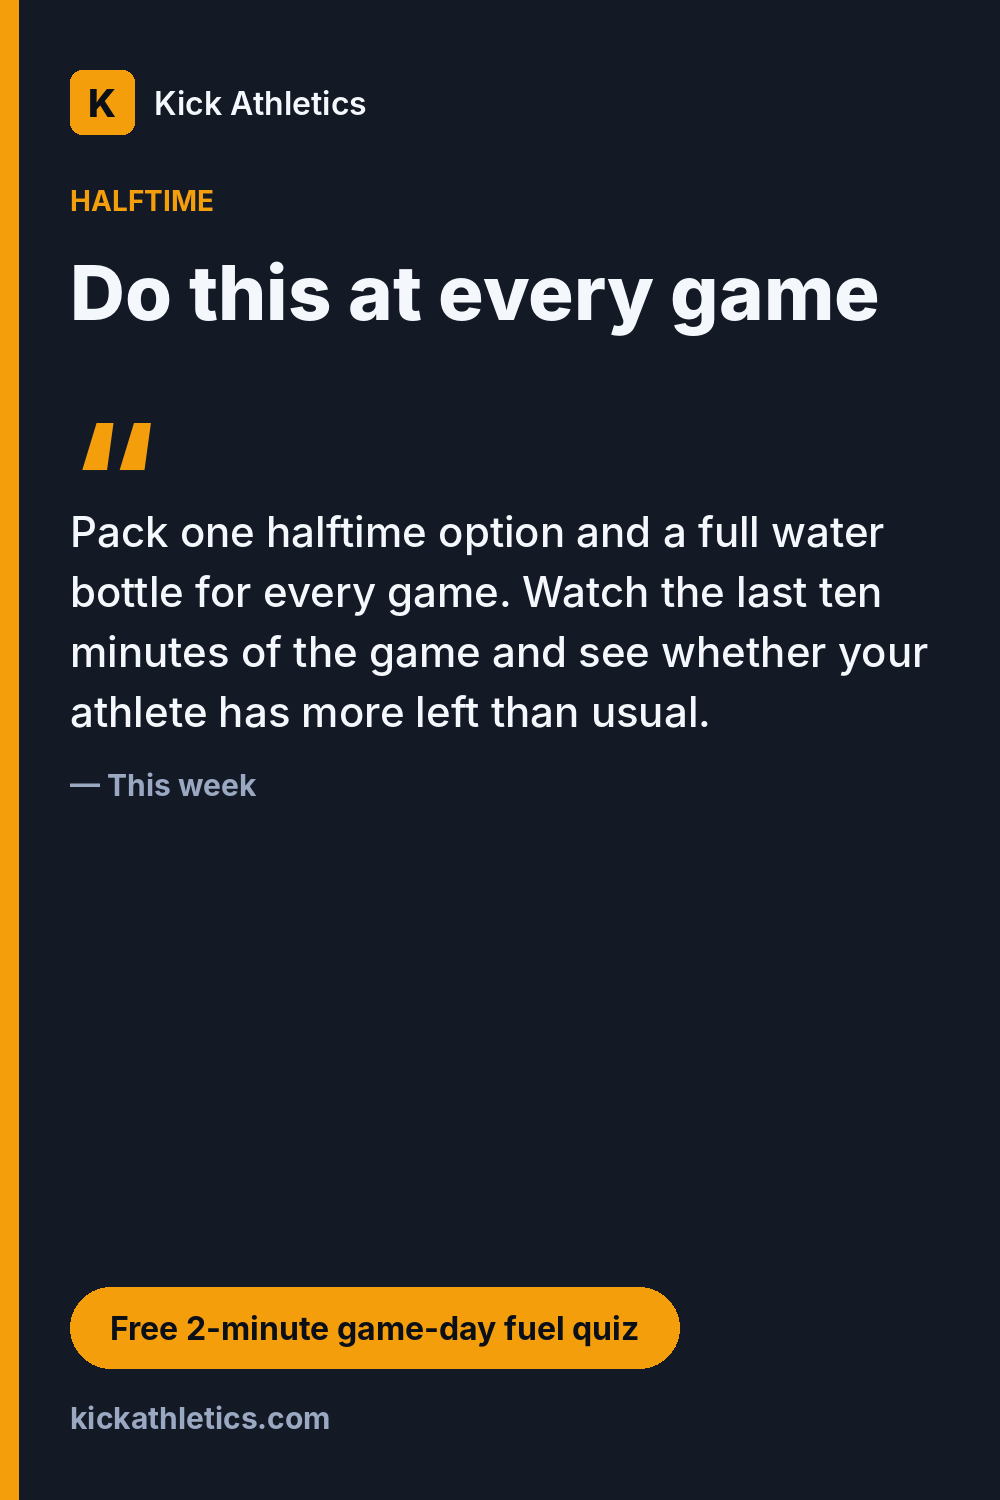 K
Kick Athletics
HALFTIME
Do this at every game
“
Pack one halftime option and a full water
bottle for every game. Watch the last ten
minutes of the game and see whether your
athlete has more left than usual.
— This week
Free 2-minute game-day fuel quiz
kickathletics.com